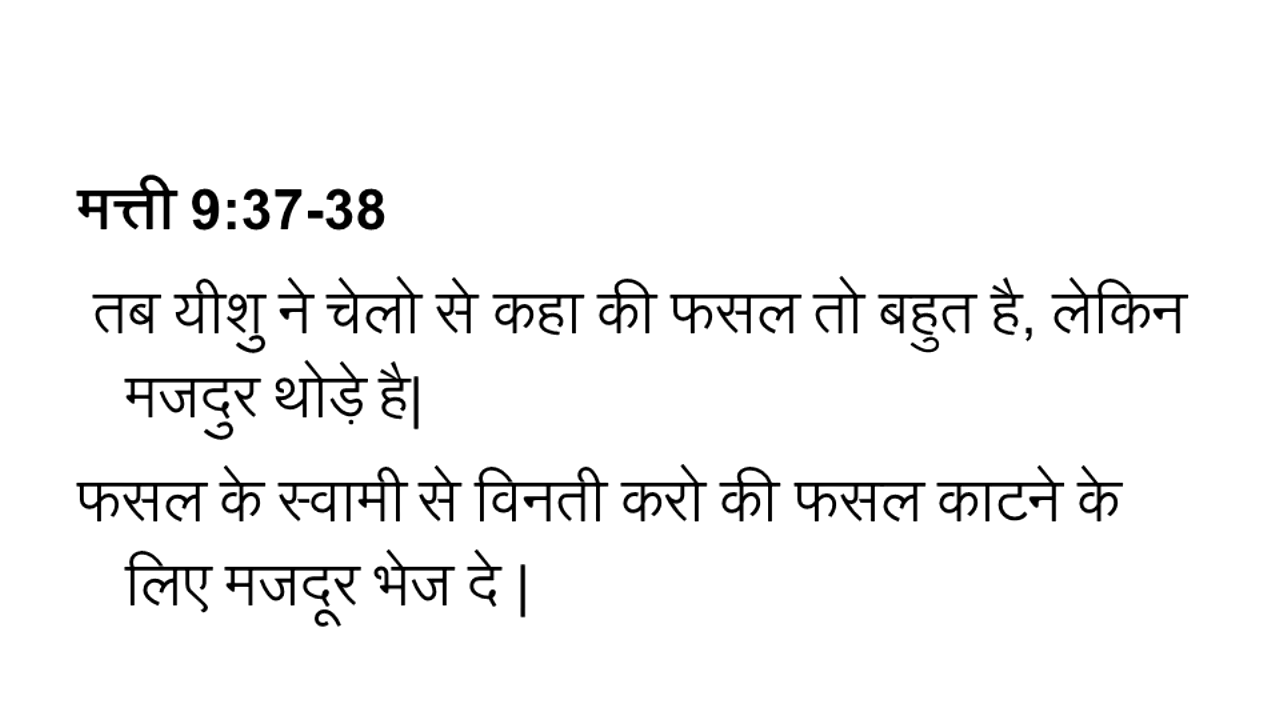 मत्ती 9:37-38
तब यीशु ने चेलो से कहा की फसल तो बहुत है, लेकिन
मजदुर थोड़े है|
फसल के स्वामी से विनती करो की फसल काटने के
लिए मजदूर भेज दे |